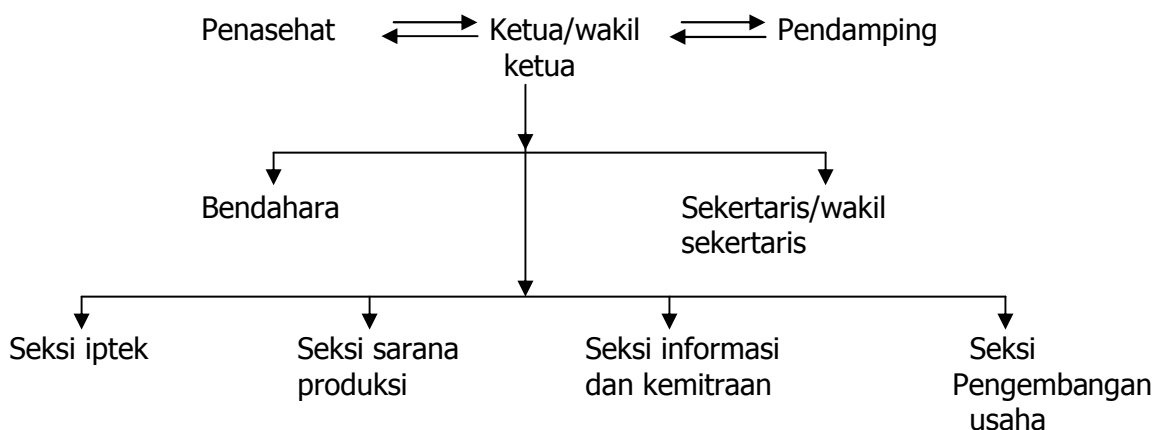 Penasehat Ketua/wakil Pendamping
ketua
Bendahara Sekertaris/wakil
sekertaris
Seksi iptek Seksi sarana Seksi informasi Seksi
produksi dan kemitraan Pengembangan
usaha